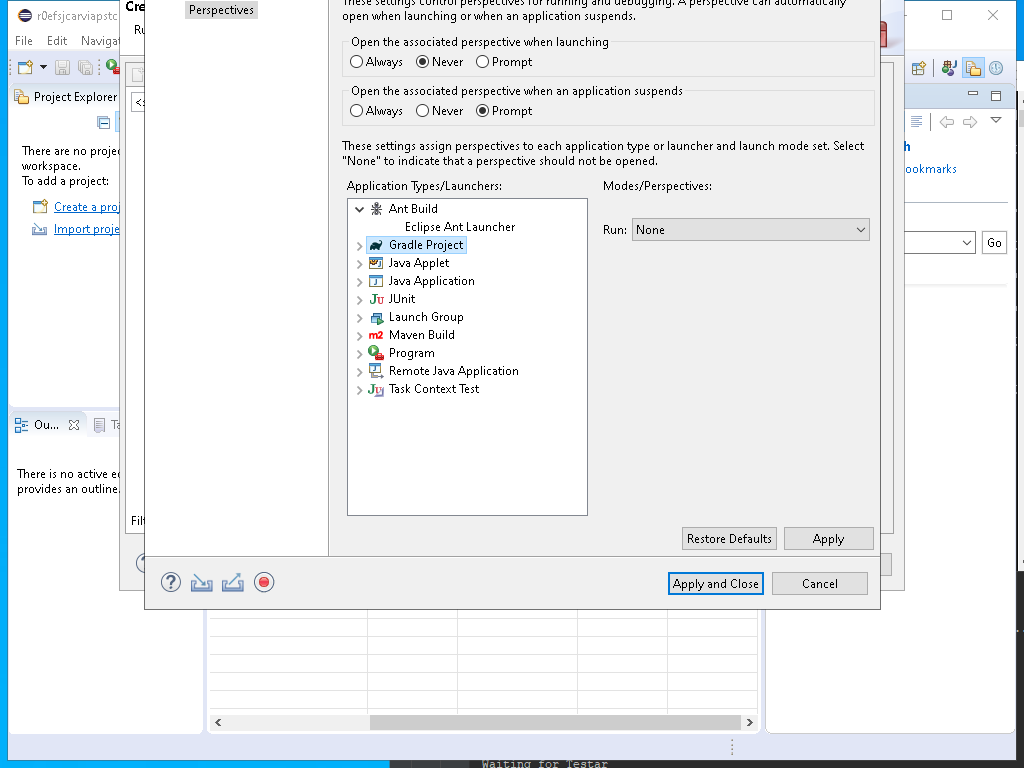 r0efsjcarviapstc
Cre
Ru
Perspectives
These settings control perspectives for running and debugging. A perspective can automatically
open when launching or when an application suspends.
File Edit Navigat
Open the associated perspective when launching
Always Never Prompt
Project Explorer
Open the associated perspective when an application suspends
Always Never Prompt
There are no projec
workspace.
To add a project:
Create a proj
Import proje
These settings assign perspectives to each application type or launcher and launch mode set. Select
"None" to indicate that a perspective should not be opened.
Application Types/Launchers:
Modes/Perspectives:
Ant Build
Eclipse Ant Launcher
Gradle Project
Java Applet
Java Application
JUnit
Launch Group
Maven Build
Program
Remote Java Application
Task Context Test
Run: None
h
ookmarks
Go
Ou...
Ta
There is no active ed
provides an outline.
Filt
Restore Defaults Apply
Apply and Close Cancel
Waiting for Testar